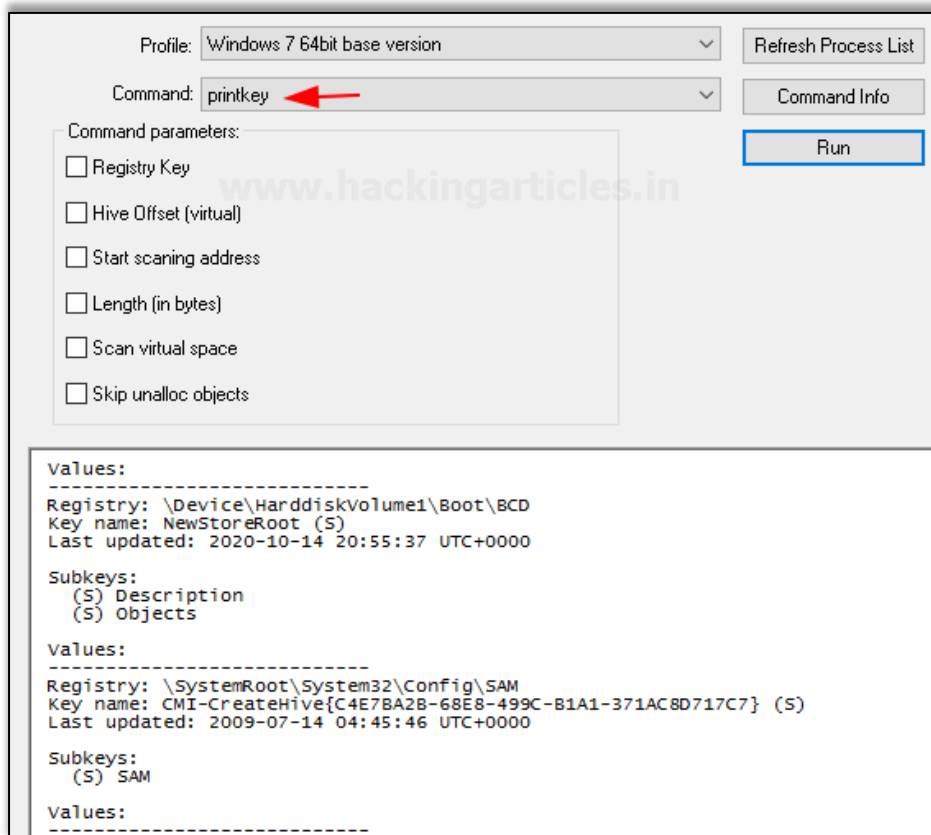 Profile: Windows 7 64bit base version Refresh Process List
Command: printkey Command Info
Command parameters: Run
Registry Key
www.hackingarticles.in
Hive Offset (virtual)
Start scaning address
Length (in bytes)
Scan virtual space
Skip unalloc objects
Values:
----------------------------
Registry: \Device\HarddiskVolume1\Boot\BCD
Key name: NewStoreRoot (S)
Last updated: 2020-10-14 20:55:37 UTC+0000
Subkeys:
(S) Description
(S) Objects
Values:
----------------------------
Registry: \SystemRoot\System32\Config\SAM
Key name: CMI-CreateHive{C4E7BA2B-68E8-499C-B1A1-371AC8D717C7} (S)
Last updated: 2009-07-14 04:45:46 UTC+0000
Subkeys:
(S) SAM
Values:
----------------------------